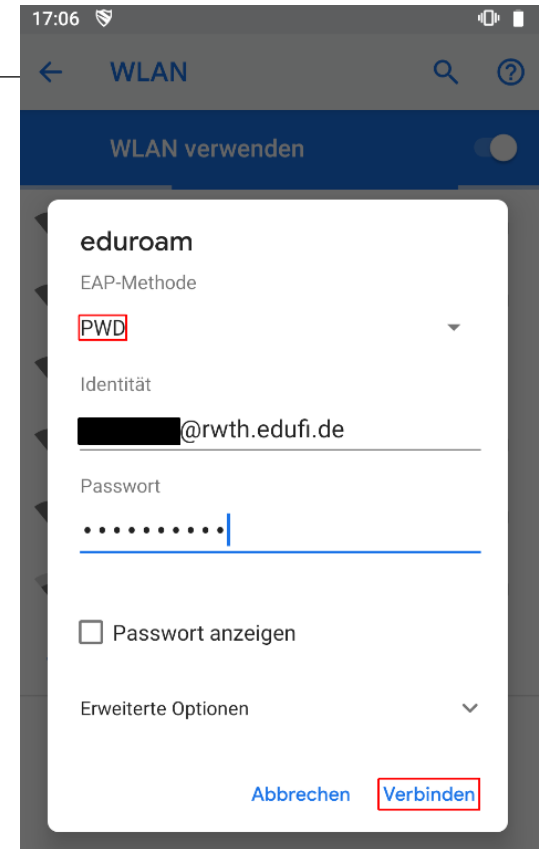 17:06
WLAN
WLAN verwenden
eduroam
EAP-Methode
PWD
Identität
@rwth.edufi.de
Passwort
••••••••••
Passwort anzeigen
Erweiterte Optionen
Abbrechen Verbinden